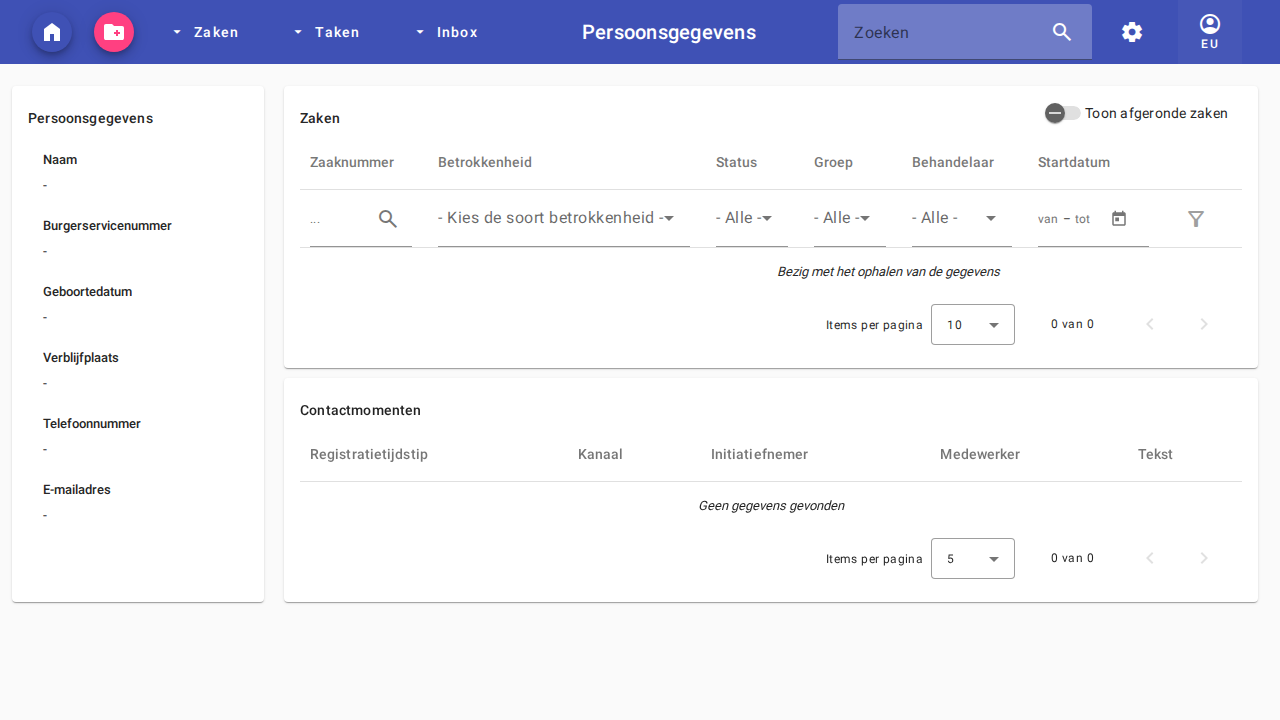 Zaken
Taken
Inbox
Persoonsgegevens
Zoeken
EU
Persoonsgegevens
Naam
-
Burgerservicenummer
-
Geboortedatum
-
Verblijfplaats
-
Telefoonnummer
-
E-mailadres
-
Zaken
Toon afgeronde zaken
Zaaknummer Betrokkenheid Status Groep Behandelaar Startdatum
... - Kies de soort betrokkenheid - - Alle - - Alle - - Alle - van – tot
Bezig met het ophalen van de gegevens
Items per pagina 10 0 van 0
Contactmomenten
Registratietijdstip Kanaal Initiatiefnemer Medewerker Tekst
Geen gegevens gevonden
Items per pagina 5 0 van 0